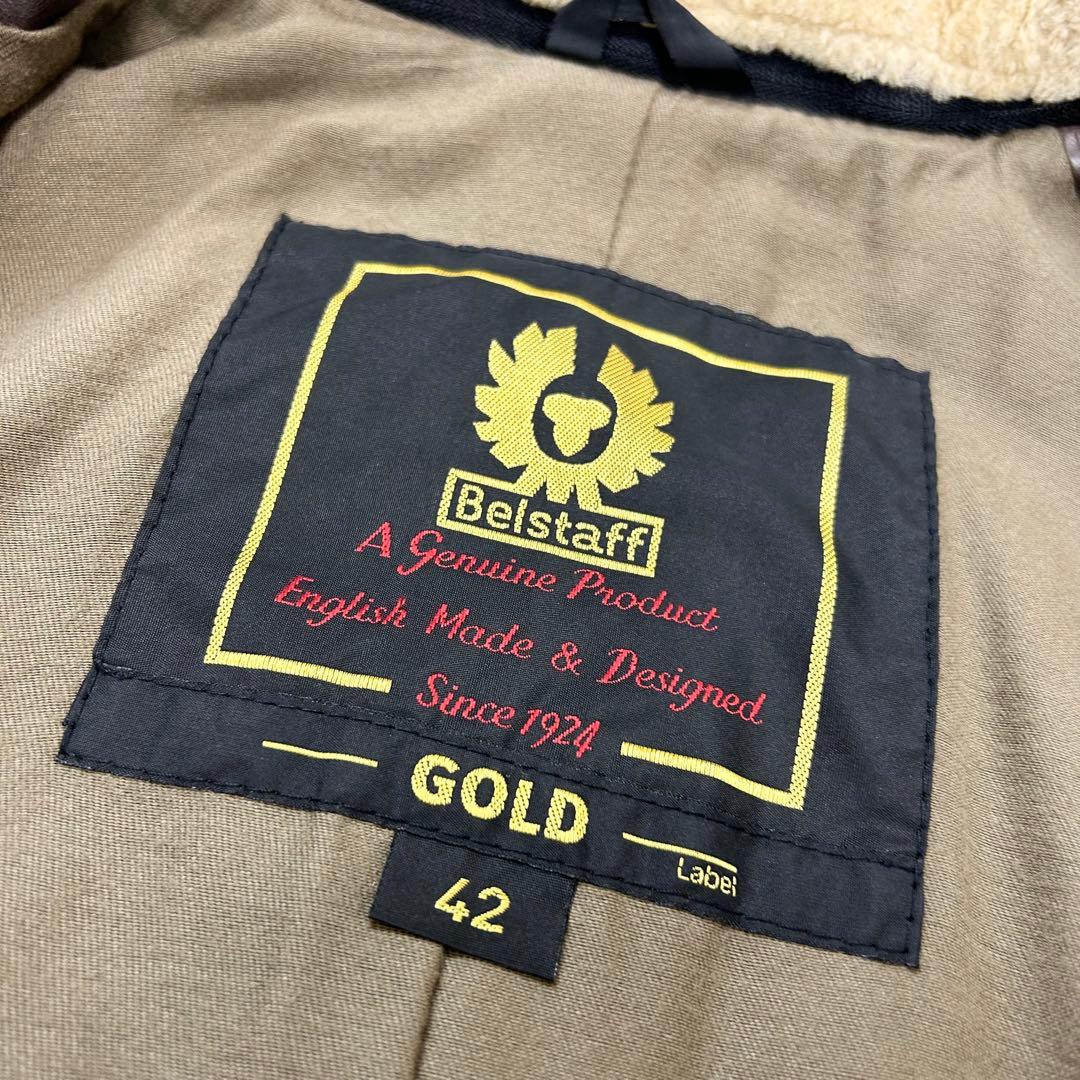 Belstaff
A Genuine Product
English Made & Designed
Since 1924
GOLD
Label
42